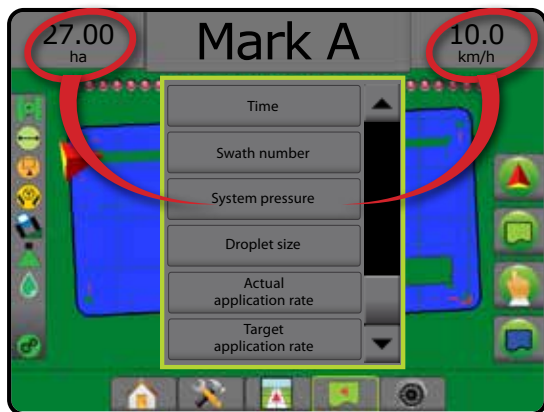 27.00
ha
Mark A
10.0
km/h
Time
Swath number
System pressure
Droplet size
Actual
application rate
Target
application rate